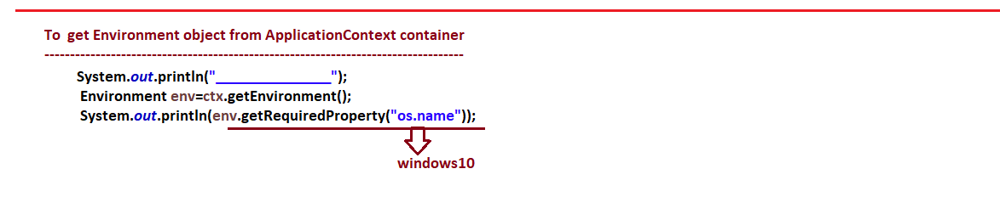 To get Environment object from ApplicationContext container
--------------------------------------------------------------------------------
System.out.println("______________");
Environment env=ctx.getEnvironment();
System.out.println(env.getRequiredProperty("os.name"));
windows10